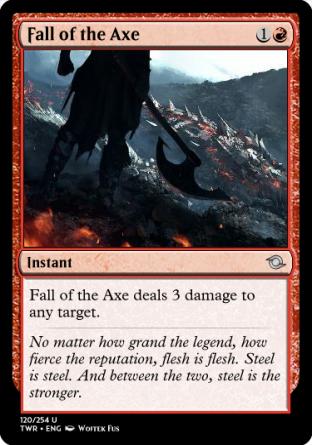 Fall of the Axe 1
Instant
Fall of the Axe deals 3 damage to
any target.
No matter how grand the legend, how
fierce the reputation, flesh is flesh. Steel
is steel. And between the two, steel is the
stronger.
120/254 U
TWR • ENG Wojtek Fus